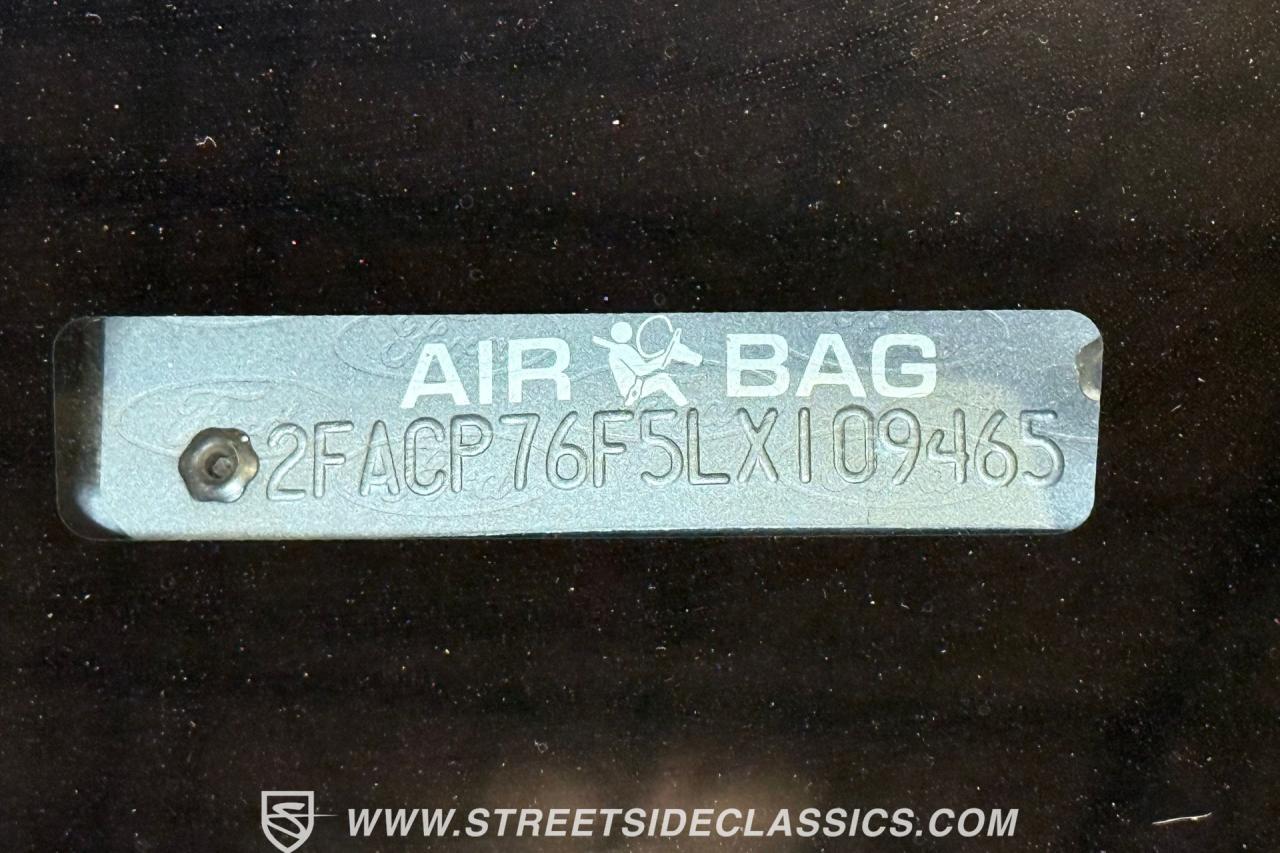 AIR BAG
2FACP76F5LX109465
WWW.STREETSIDECLASSICS.COM